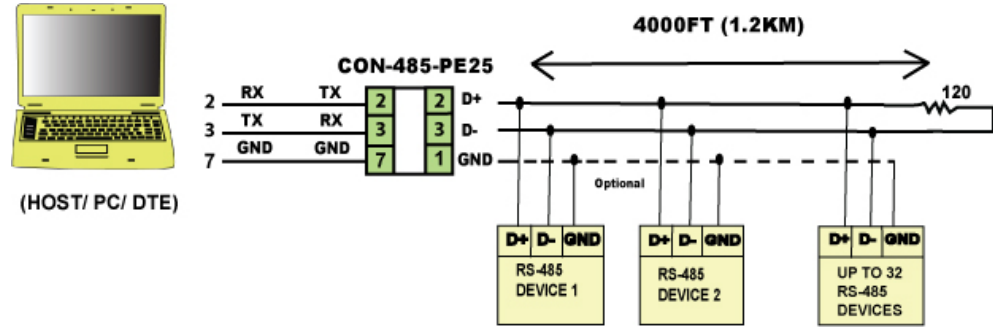 4000FT (1.2KM)
CON-485-PE25
120
2 RX TX 2 2 D+
3 TX RX 3 3 D-
7 GND GND 7 1 GND
Optional
(HOST/ PC/ DTE)
D+ D- GND
RS-485
DEVICE 1
D+ D- GND
RS-485
DEVICE 2
D+ D- GND
UP TO 32
RS-485
DEVICES